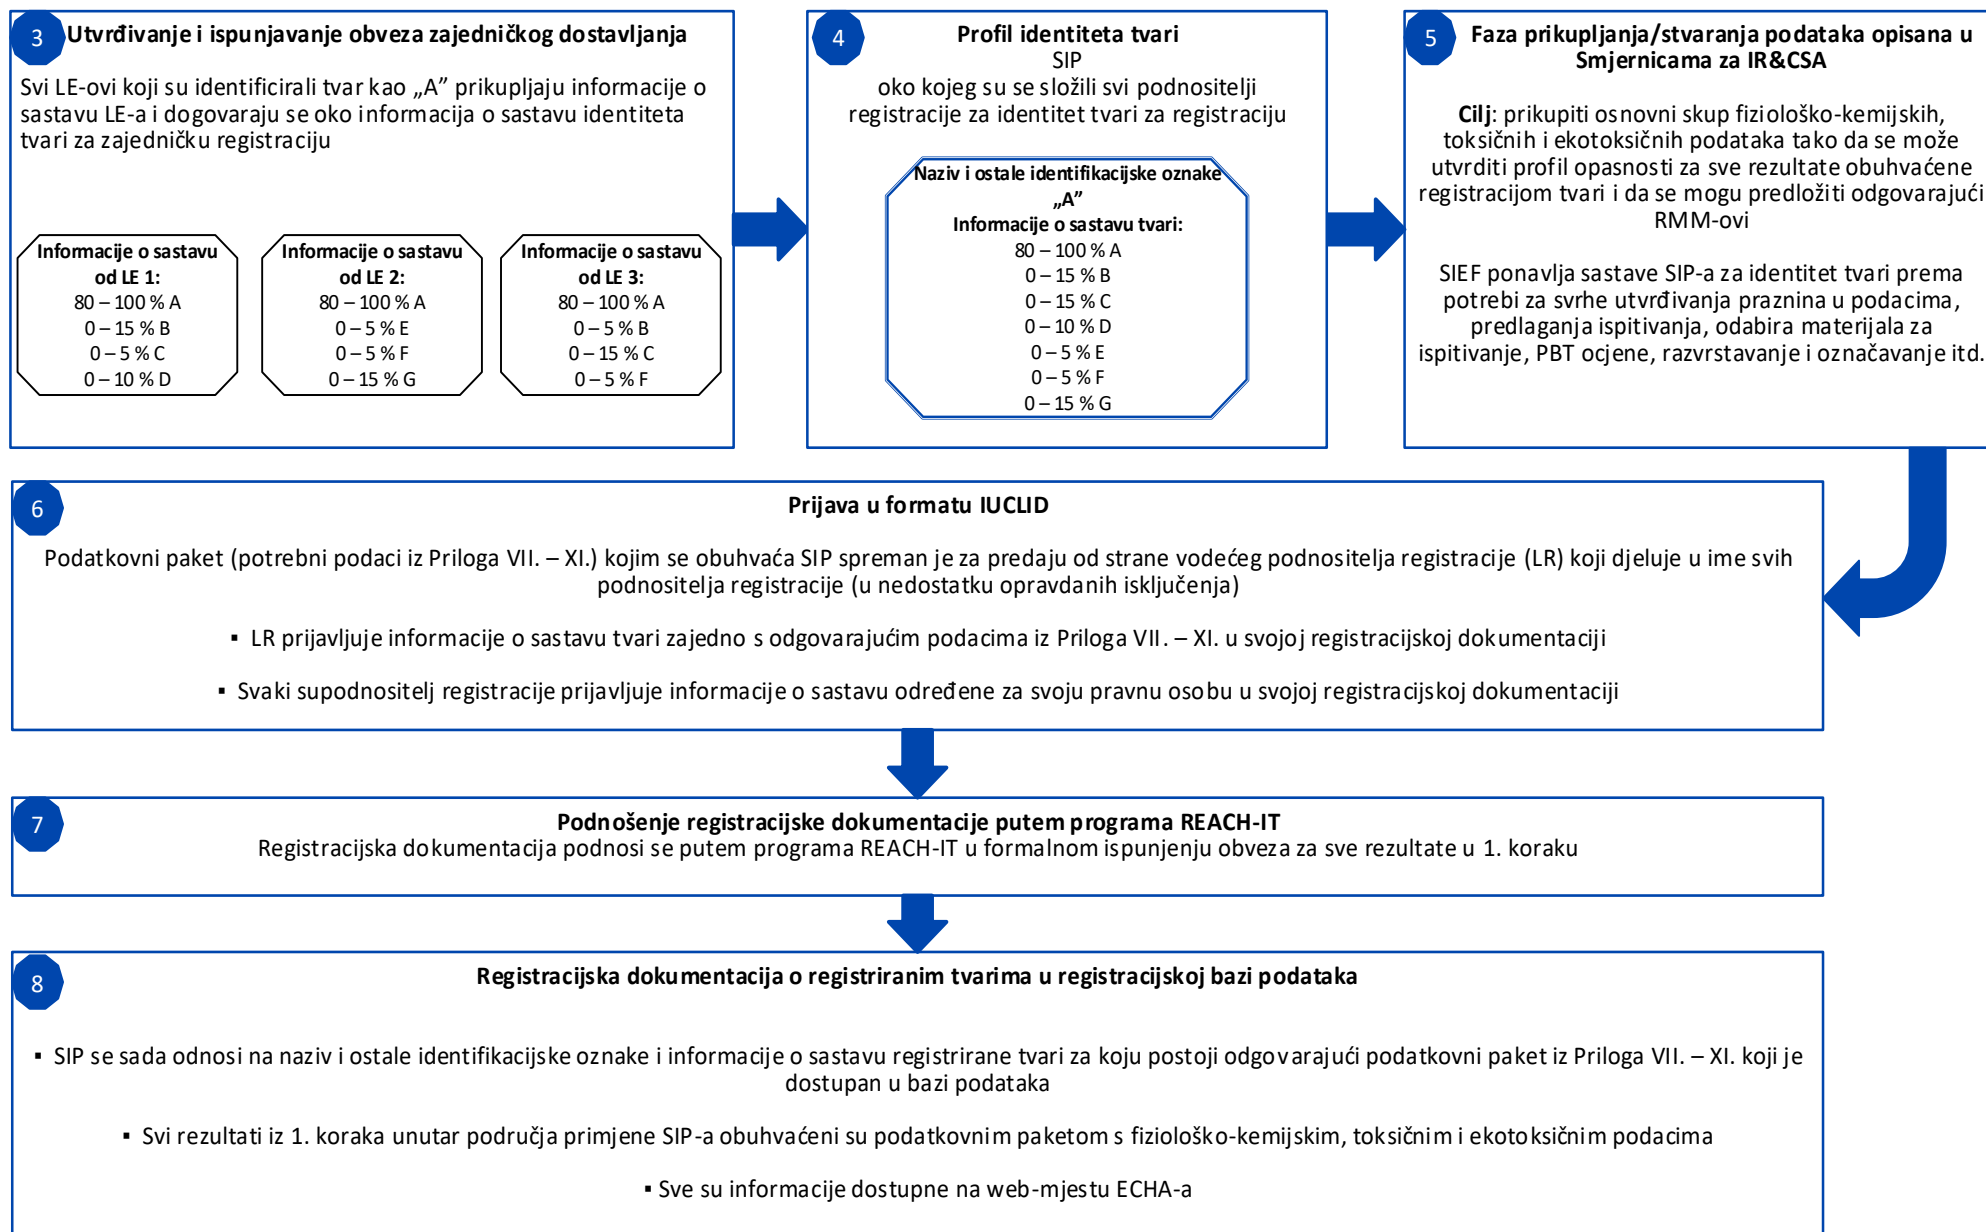 3
Utvrđivanje i ispunjavanje obveza zajedničkog dostavljanja
Svi LE-ovi koji su identificirali tvar kao „A” prikupljaju informacije o
sastavu LE-a i dogovaraju se oko informacija o sastavu identiteta
tvari za zajedničku registraciju
Informacije o sastavu
od LE 1:
80 – 100 % A
0 – 15 % B
0 – 5 % C
0 – 10 % D
Informacije o sastavu
od LE 2:
80 – 100 % A
0 – 5 % E
0 – 5 % F
0 – 15 % G
Informacije o sastavu
od LE 3:
80 – 100 % A
0 – 5 % B
0 – 15 % C
0 – 5 % F
4
Profil identiteta tvari
SIP
oko kojeg su se složili svi podnositelji
registracije za identitet tvari za registraciju
Naziv i ostale identifikacijske oznake
„A”
Informacije o sastavu tvari:
80 – 100 % A
0 – 15 % B
0 – 15 % C
0 – 10 % D
0 – 5 % E
0 – 5 % F
0 – 15 % G
5
Faza prikupljanja/stvaranja podataka opisana u
Smjernicama za IR&CSA
Cilj: prikupiti osnovni skup fiziološko-kemijskih,
toksičnih i ekotoksičnih podataka tako da se može
utvrditi profil opasnosti za sve rezultate obuhvaćene
registracijom tvari i da se mogu predložiti odgovarajući
RMM-ovi
SIEF ponavlja sastave SIP-a za identitet tvari prema
potrebi za svrhe utvrđivanja praznina u podacima,
predlaganja ispitivanja, odabira materijala za
ispitivanje, PBT ocjene, razvrstavanje i označavanje itd.
6
Prijava u formatu IUCLID
Podatkovni paket (potrebni podaci iz Priloga VII. – XI.) kojim se obuhvaća SIP spreman je za predaju od strane vodećeg podnositelja registracije (LR) koji djeluje u ime svih
podnositelja registracije (u nedostatku opravdanih isključenja)
▪ LR prijavljuje informacije o sastavu tvari zajedno s odgovarajućim podacima iz Priloga VII. – XI. u svojoj registracijskoj dokumentaciji
▪ Svaki supodnositelj registracije prijavljuje informacije o sastavu određene za svoju pravnu osobu u svojoj registracijskoj dokumentaciji
7
Podnošenje registracijske dokumentacije putem programa REACH-IT
Registracijska dokumentacija podnosi se putem programa REACH-IT u formalnom ispunjenju obveza za sve rezultate u 1. koraku
8
Registracijska dokumentacija o registriranim tvarima u registracijskoj bazi podataka
▪ SIP se sada odnosi na naziv i ostale identifikacijske oznake i informacije o sastavu registrirane tvari za koju postoji odgovarajući podatkovni paket iz Priloga VII. – XI. koji je
dostupan u bazi podataka
▪ Svi rezultati iz 1. koraka unutar područja primjene SIP-a obuhvaćeni su podatkovnim paketom s fiziološko-kemijskim, toksičnim i ekotoksičnim podacima
▪ Sve su informacije dostupne na web-mjestu ECHA-a